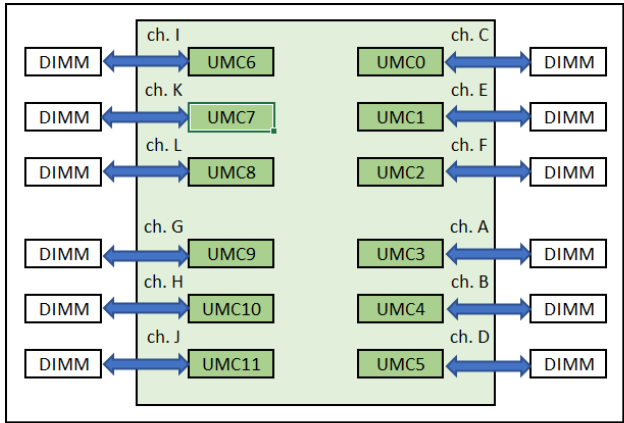 ch. I ch. C
DIMM UMC6 UMC0 DIMM
ch. K ch. E
DIMM UMC7 UMC1 DIMM
ch. L ch. F
DIMM UMC8 UMC2 DIMM
ch. G ch. A
DIMM UMC9 UMC3 DIMM
ch. H ch. B
DIMM UMC10 UMC4 DIMM
ch. J ch. D
DIMM UMC11 UMC5 DIMM